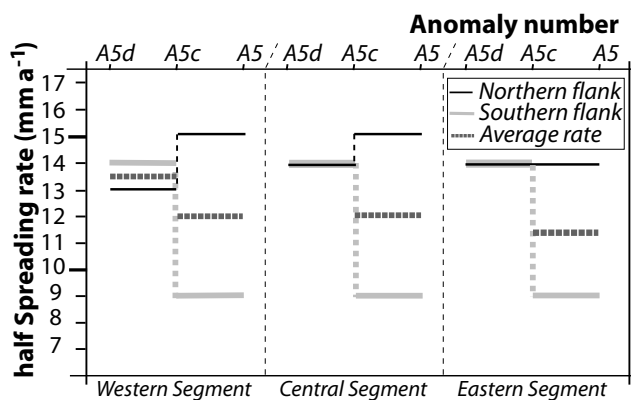 Anomaly number
A5d A5c A5 A5d A5c A5 A5d A5c A5
half Spreading rate (mm a⁻¹)
17
16
15
14
13
12
11
10
9
8
7
Northern flank
Southern flank
Average rate
Western Segment Central Segment Eastern Segment